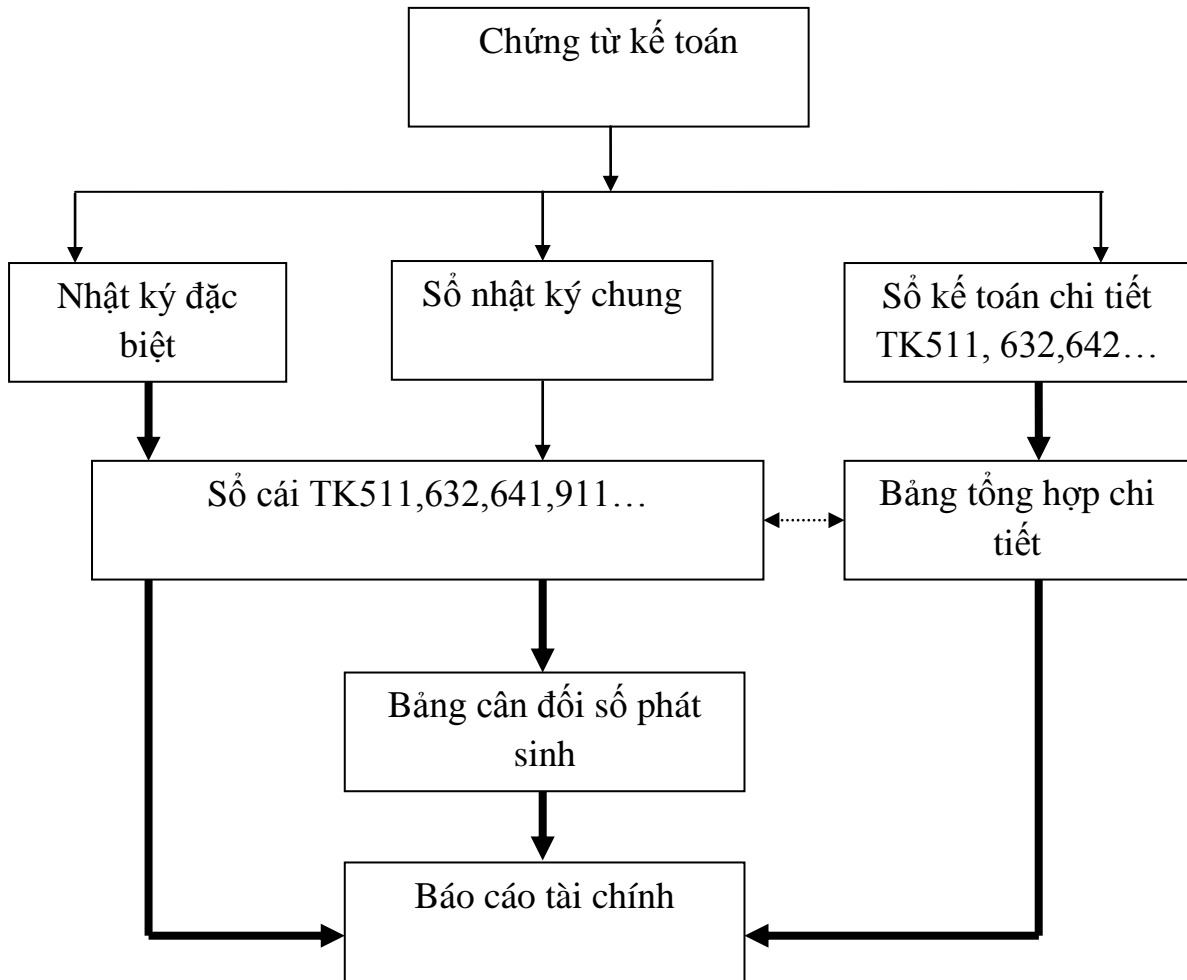 Chứng từ kế toán
Nhật ký đặc
biệt
Sổ nhật ký chung
Sổ kế toán chi tiết
TK511, 632,642…
Sổ cái TK511,632,641,911…
Bảng tổng hợp chi
tiết
Bảng cân đối số phát
sinh
Báo cáo tài chính